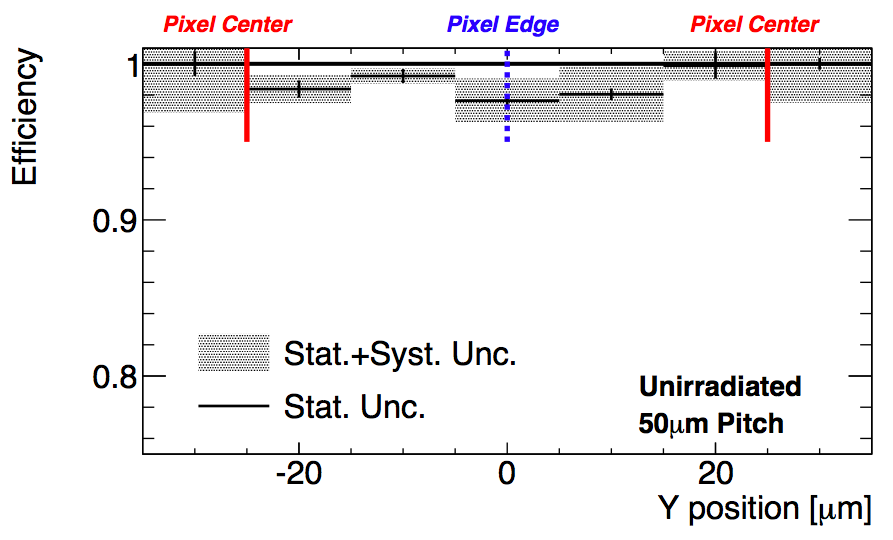 Pixel Center Pixel Edge Pixel Center
Efficiency
1
0.9
0.8
Stat.+Syst. Unc.
Stat. Unc.
Unirradiated
50μm Pitch
-20 0 20
Y position [μm]